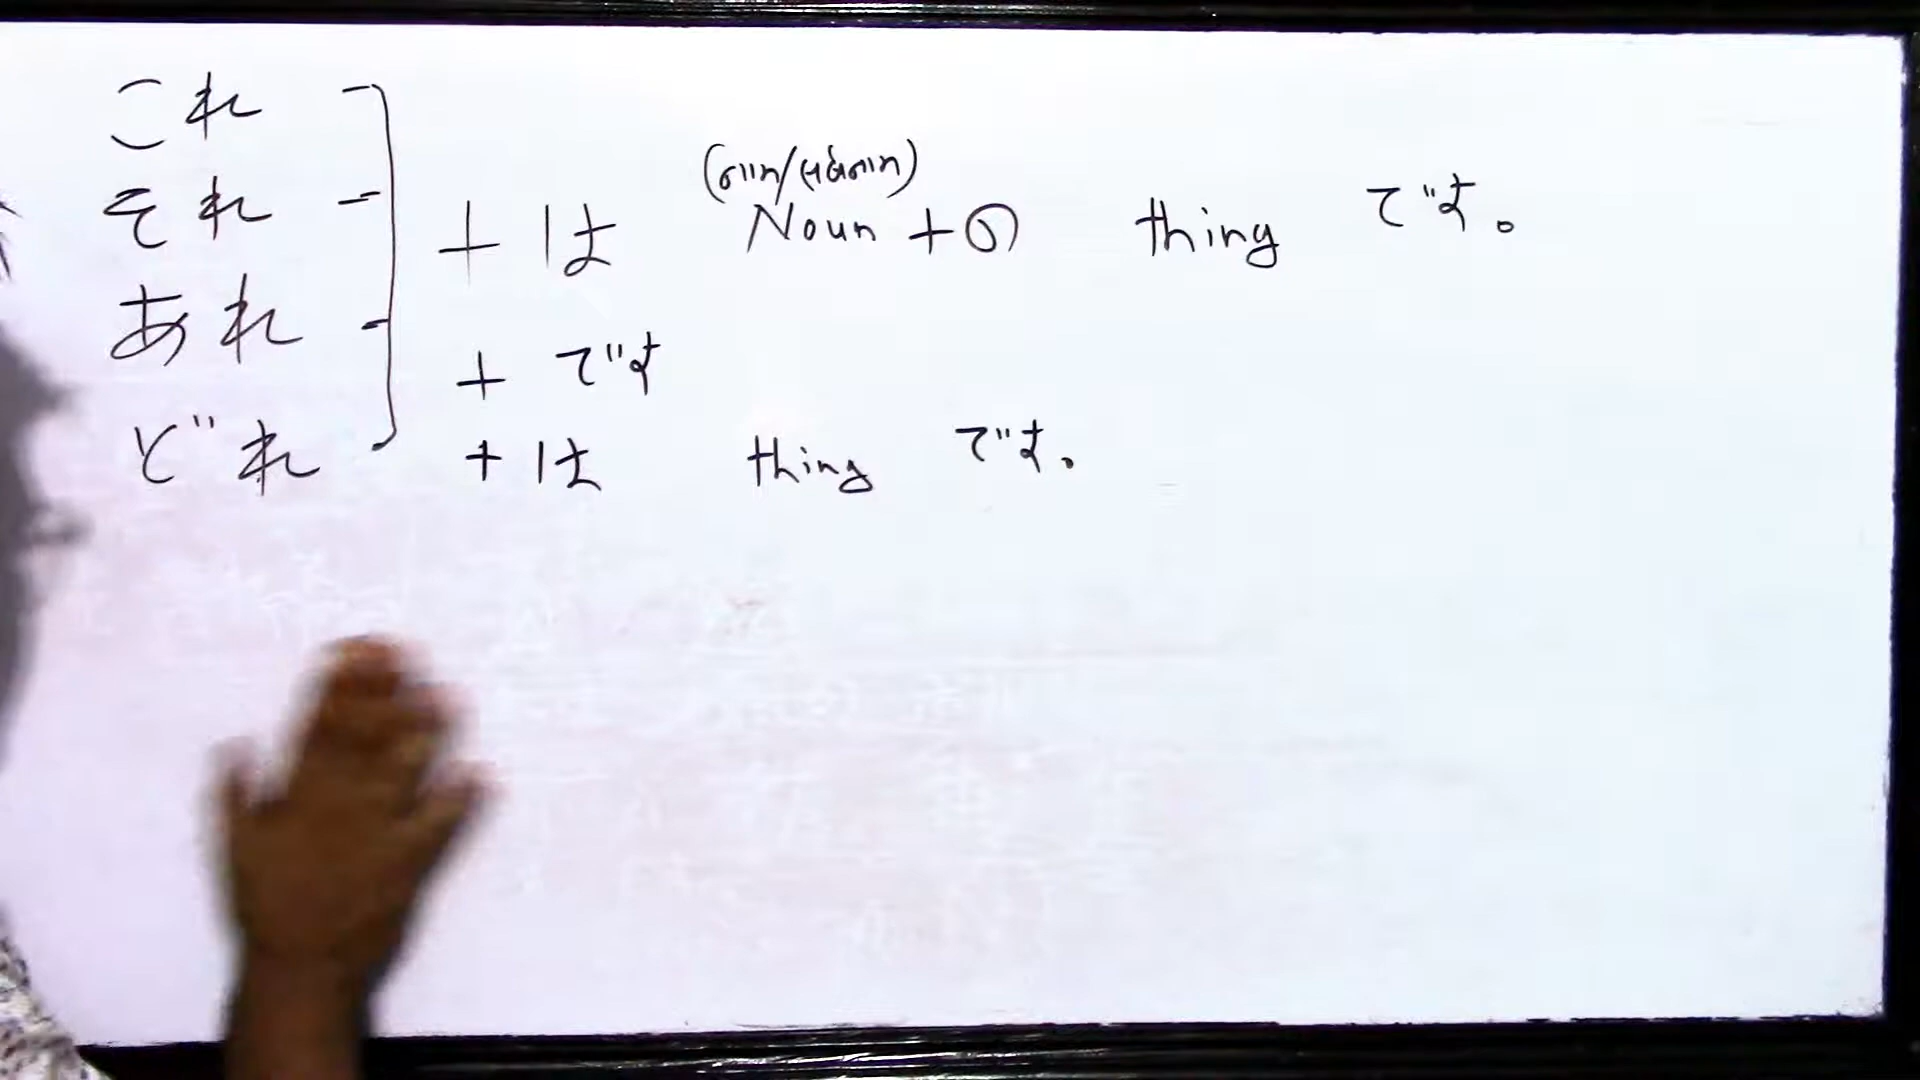 これ
それ
あれ
どれ
+ は Noun + の thing です。
+ です
+ は thing です。